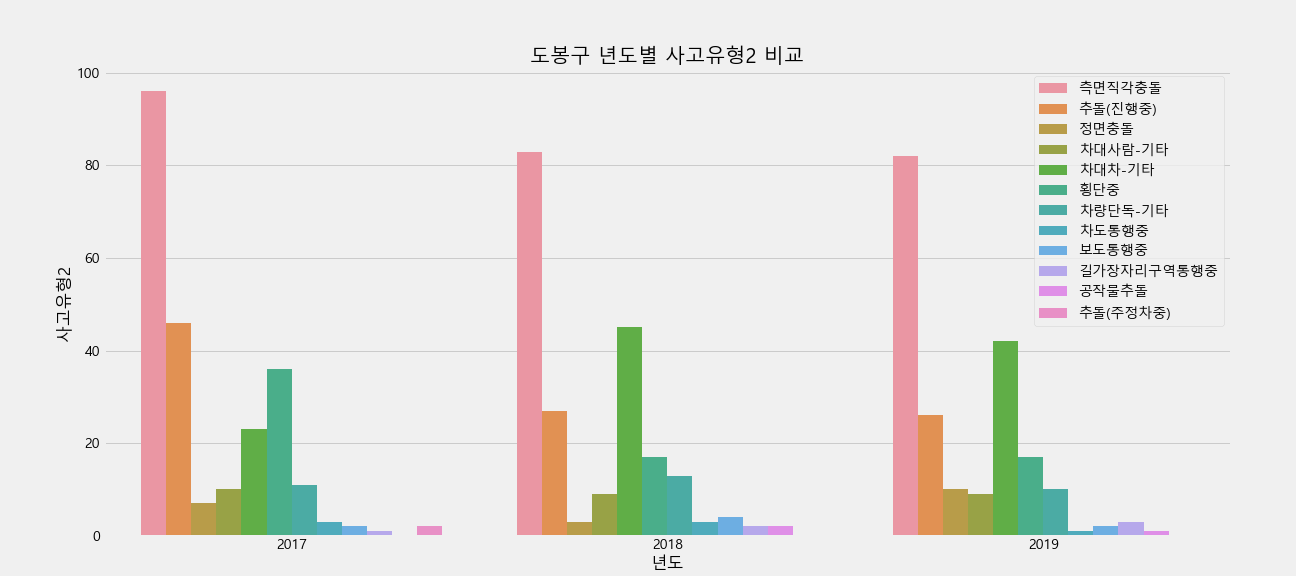 도봉구 년도별 사고유형2 비교
100
80
60
40
20
0
사고유형2
측면직각충돌
추돌(진행중)
정면충돌
차대사람-기타
차대차-기타
횡단중
차량단독-기타
차도통행중
보도통행중
길가장자리구역통행중
공작물추돌
추돌(주정차중)
2017
2018
2019
년도